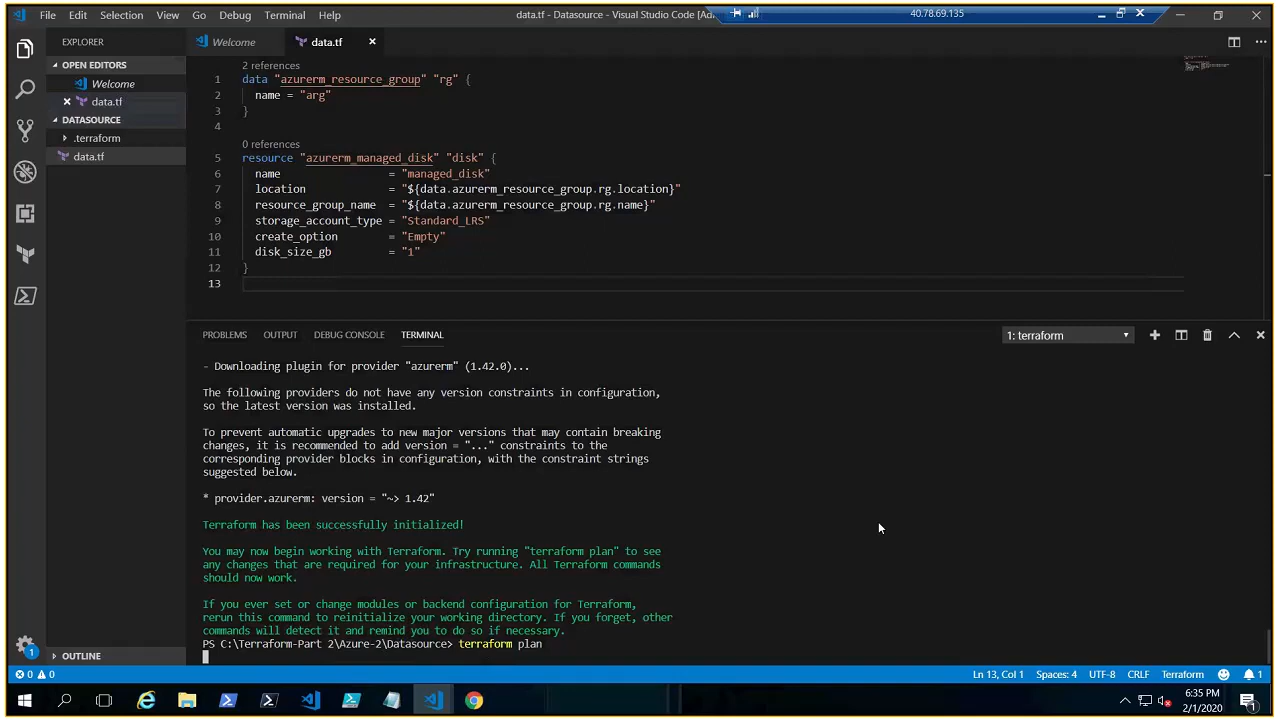 File Edit Selection View Go Debug Terminal Help
data.tf - Datasource - Visual Studio Code [Ad
40.78.69.135
EXPLORER
OPEN EDITORS
Welcome
data.tf
DATASOURCE
.terraform
data.tf
OUTLINE
Welcome
data.tf
2 references
1 data "azurerm_resource_group" "rg" {
2 name = "arg"
3 }
4
0 references
5 resource "azurerm_managed_disk" "disk" {
6 name = "managed_disk"
7 location = "${data.azurerm_resource_group.rg.location}"
8 resource_group_name = "${data.azurerm_resource_group.rg.name}"
9 storage_account_type = "Standard_LRS"
10 create_option = "Empty"
11 disk_size_gb = "1"
12 }
13
PROBLEMS OUTPUT DEBUG CONSOLE TERMINAL
1: terraform
- Downloading plugin for provider "azurerm" (1.42.0)...
The following providers do not have any version constraints in configuration,
so the latest version was installed.
To prevent automatic upgrades to new major versions that may contain breaking
changes, it is recommended to add version = "..." constraints to the
corresponding provider blocks in configuration, with the constraint strings
suggested below.
* provider.azurerm: version = "~> 1.42"
Terraform has been successfully initialized!
You may now begin working with Terraform. Try running "terraform plan" to see
any changes that are required for your infrastructure. All Terraform commands
should now work.
If you ever set or change modules or backend configuration for Terraform,
rerun this command to reinitialize your working directory. If you forget, other
commands will detect it and remind you to do so if necessary.
PS C:\Terraform-Part 2\Azure-2\Datasource> terraform plan
1
0 0
Ln 13, Col 1 Spaces: 4 UTF-8 CRLF Terraform 1
6:35 PM
2/1/2020
1